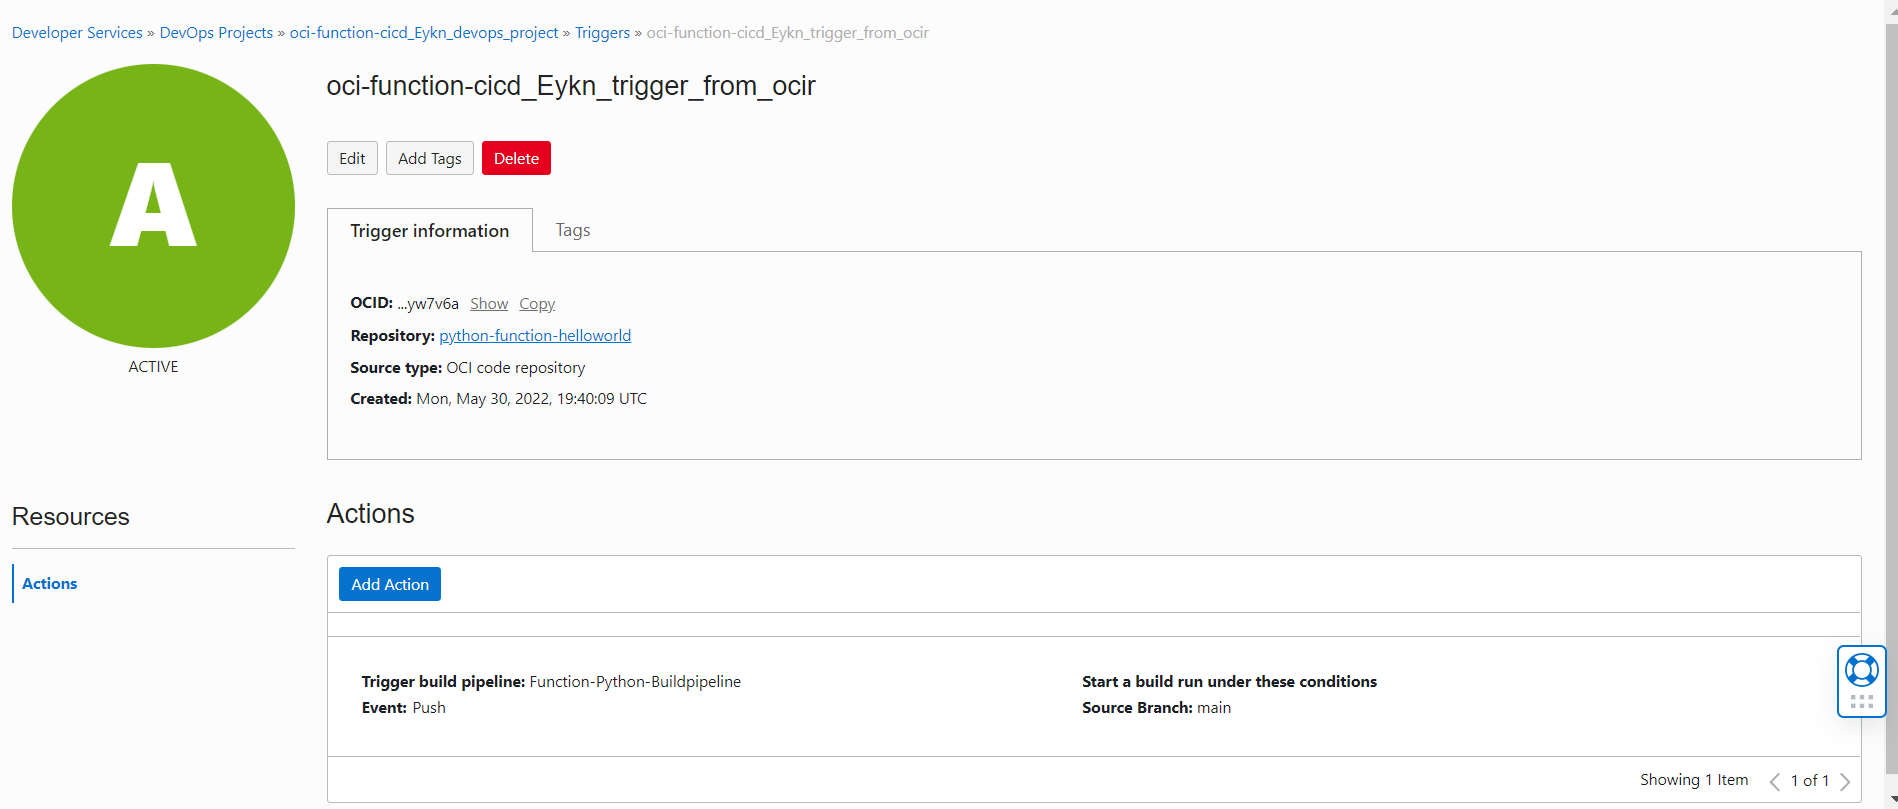 Developer Services » DevOps Projects » oci-function-cicd_Eykn_devops_project » Triggers » oci-function-cicd_Eykn_trigger_from_ocir
A
ACTIVE
oci-function-cicd_Eykn_trigger_from_ocir
Edit Add Tags Delete
Trigger information Tags
OCID: ...yw7v6a Show Copy
Repository: python-function-helloworld
Source type: OCI code repository
Created: Mon, May 30, 2022, 19:40:09 UTC
Resources
Actions
Actions
Add Action
Trigger build pipeline: Function-Python-Buildpipeline
Event: Push
Start a build run under these conditions
Source Branch: main
Showing 1 Item 1 of 1